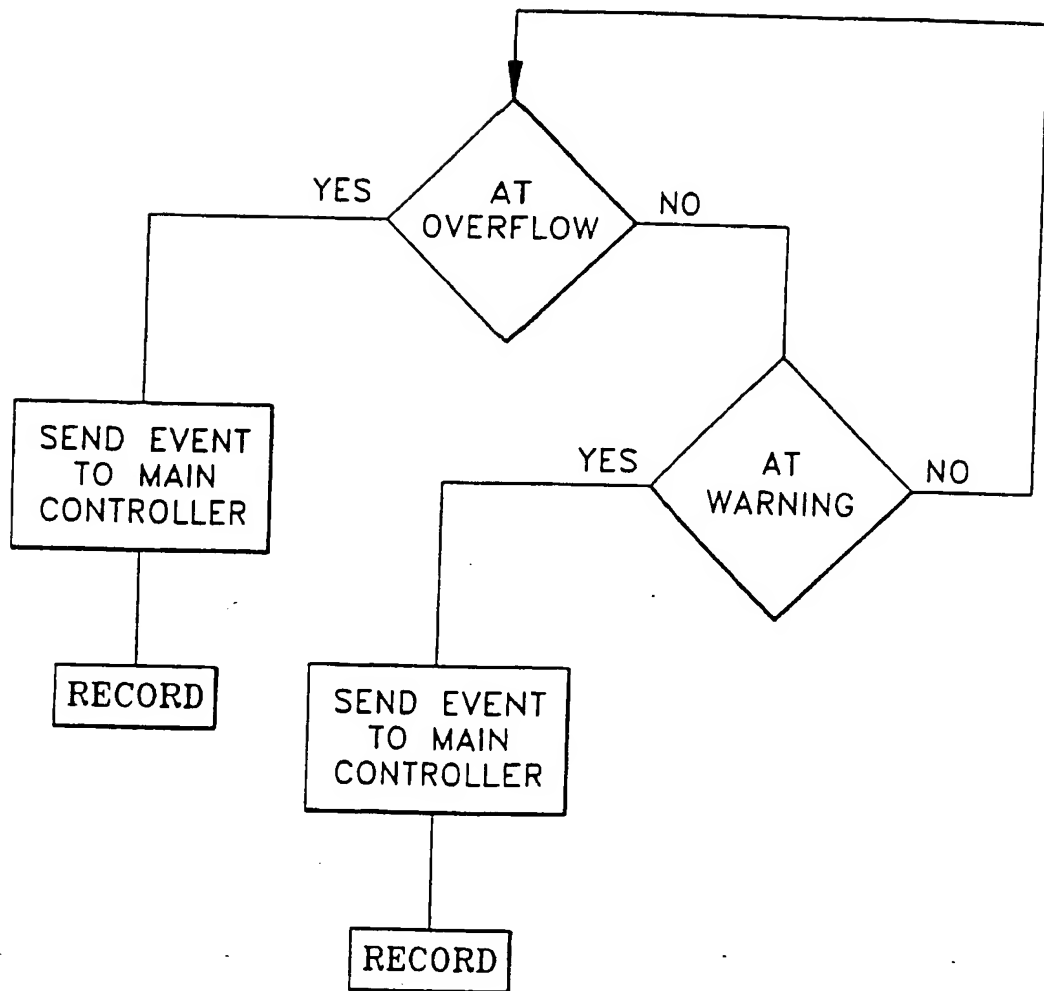 YES
AT
OVERFLOW
NO
SEND EVENT
TO MAIN
CONTROLLER
YES
AT
WARNING
NO
RECORD
SEND EVENT
TO MAIN
CONTROLLER
RECORD